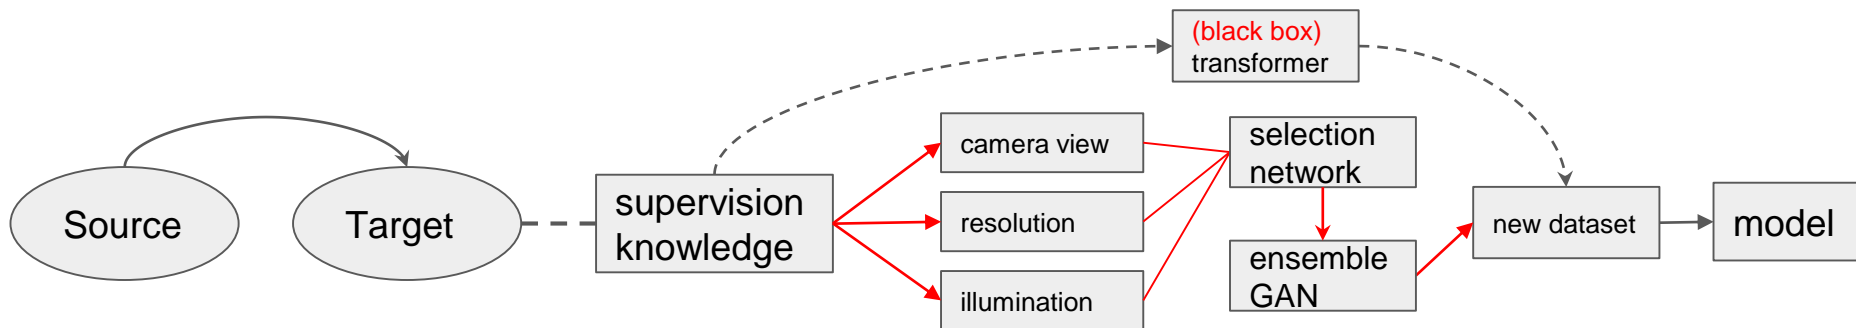 Source
Target
supervision
knowledge
(black box)
transformer
camera view
resolution
illumination
selection
network
ensemble
GAN
new dataset
model